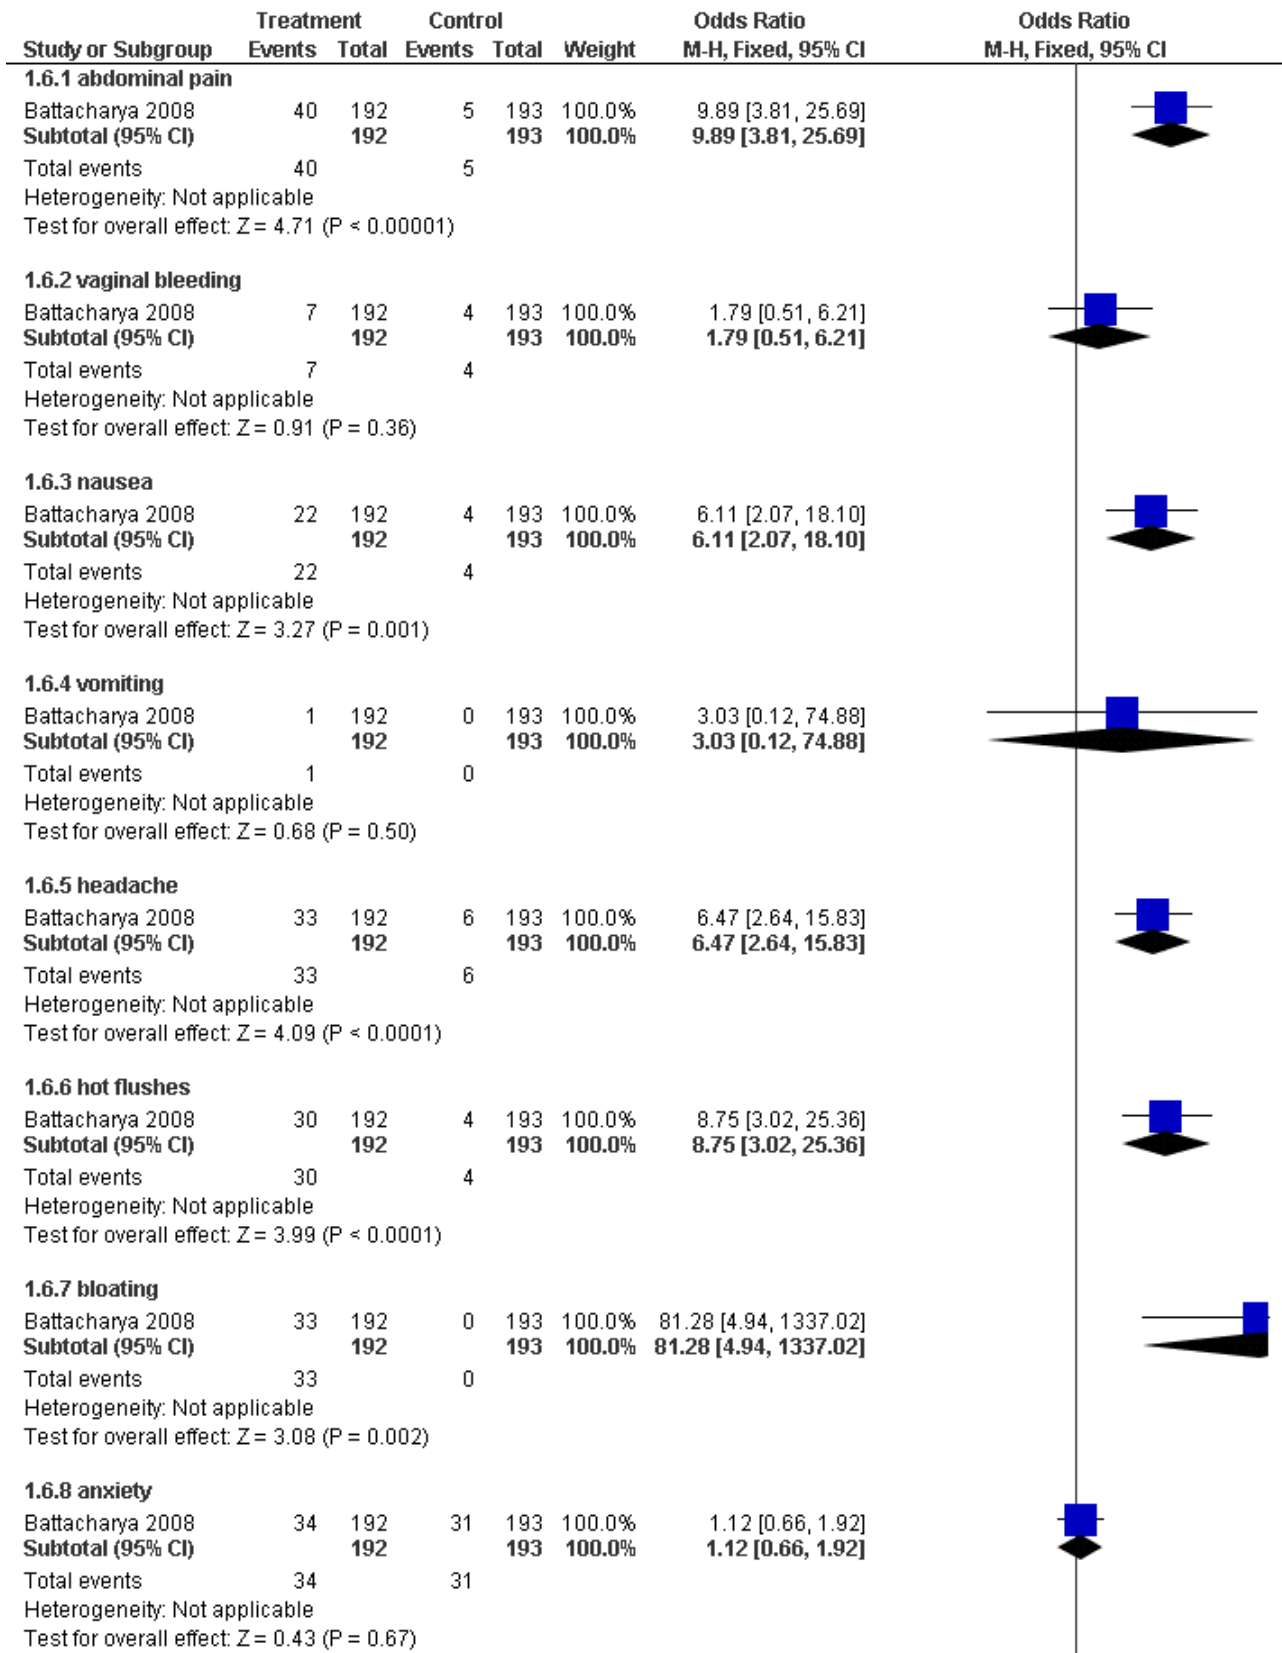 Treatment Control Odds Ratio Odds Ratio
Study or Subgroup Events Total Events Total Weight M-H, Fixed, 95% CI M-H, Fixed, 95% CI
1.6.1 abdominal pain
Battacharya 2008 40 192 5 193 100.0% 9.89 [3.81, 25.69]
Subtotal (95% CI) 192 193 100.0% 9.89 [3.81, 25.69]
Total events 40 5
Heterogeneity: Not applicable
Test for overall effect: Z = 4.71 (P < 0.00001)
1.6.2 vaginal bleeding
Battacharya 2008 7 192 4 193 100.0% 1.79 [0.51, 6.21]
Subtotal (95% CI) 192 193 100.0% 1.79 [0.51, 6.21]
Total events 7 4
Heterogeneity: Not applicable
Test for overall effect: Z = 0.91 (P = 0.36)
1.6.3 nausea
Battacharya 2008 22 192 4 193 100.0% 6.11 [2.07, 18.10]
Subtotal (95% CI) 192 193 100.0% 6.11 [2.07, 18.10]
Total events 22 4
Heterogeneity: Not applicable
Test for overall effect: Z = 3.27 (P = 0.001)
1.6.4 vomiting
Battacharya 2008 1 192 0 193 100.0% 3.03 [0.12, 74.88]
Subtotal (95% CI) 192 193 100.0% 3.03 [0.12, 74.88]
Total events 1 0
Heterogeneity: Not applicable
Test for overall effect: Z = 0.68 (P = 0.50)
1.6.5 headache
Battacharya 2008 33 192 6 193 100.0% 6.47 [2.64, 15.83]
Subtotal (95% CI) 192 193 100.0% 6.47 [2.64, 15.83]
Total events 33 6
Heterogeneity: Not applicable
Test for overall effect: Z = 4.09 (P < 0.0001)
1.6.6 hot flushes
Battacharya 2008 30 192 4 193 100.0% 8.75 [3.02, 25.36]
Subtotal (95% CI) 192 193 100.0% 8.75 [3.02, 25.36]
Total events 30 4
Heterogeneity: Not applicable
Test for overall effect: Z = 3.99 (P < 0.0001)
1.6.7 bloating
Battacharya 2008 33 192 0 193 100.0% 81.28 [4.94, 1337.02]
Subtotal (95% CI) 192 193 100.0% 81.28 [4.94, 1337.02]
Total events 33 0
Heterogeneity: Not applicable
Test for overall effect: Z = 3.08 (P = 0.002)
1.6.8 anxiety
Battacharya 2008 34 192 31 193 100.0% 1.12 [0.66, 1.92]
Subtotal (95% CI) 192 193 100.0% 1.12 [0.66, 1.92]
Total events 34 31
Heterogeneity: Not applicable
Test for overall effect: Z = 0.43 (P = 0.67)